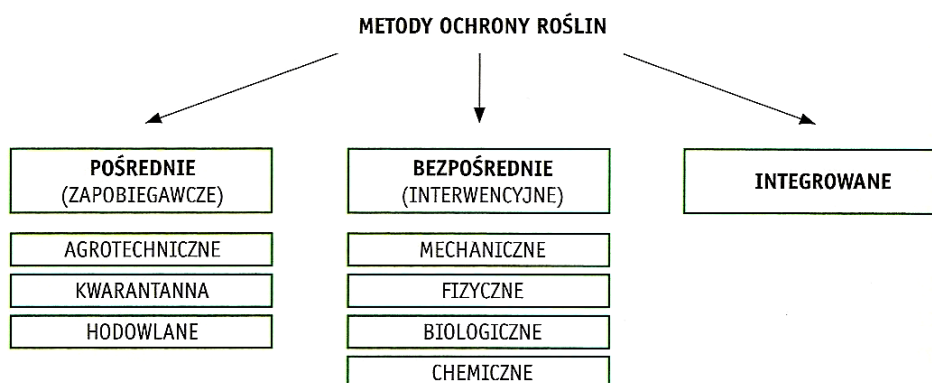 METODY OCHRONY ROŚLIN
POŚREDNIE
(ZAPOBIEGAWCZE)
AGROTECHNICZNE
KWARANTANNA
HODOWLANE
BEZPOŚREDNIE
(INTERWENCYJNE)
MECHANICZNE
FIZYCZNE
BIOLOGICZNE
CHEMICZNE
INTEGROWANE